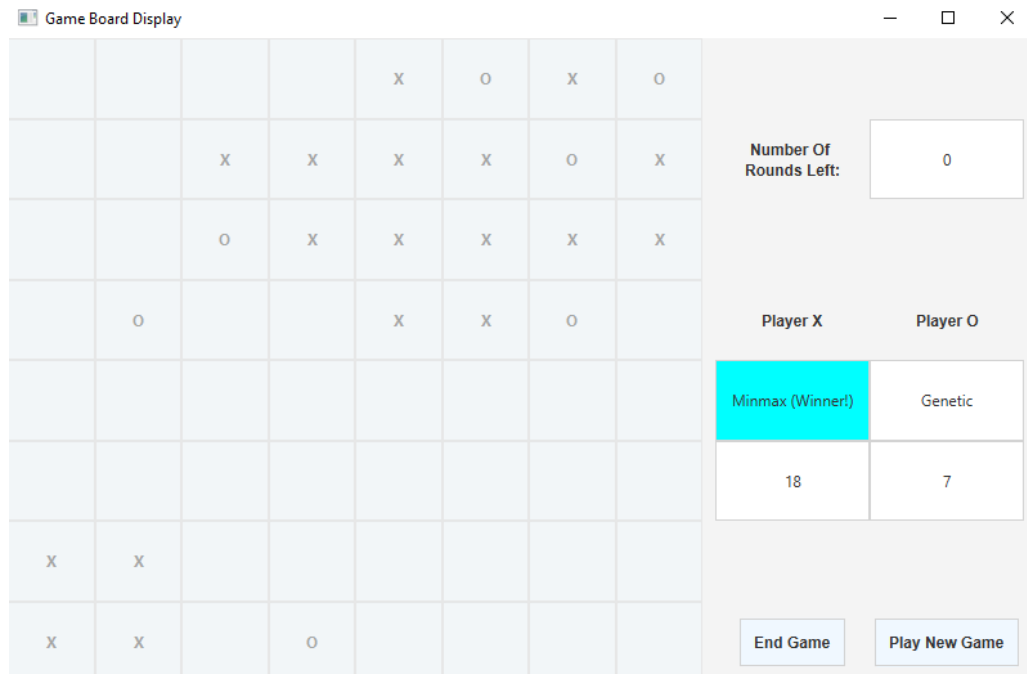 Game Board Display
X O X O
X X X X O X
Number Of
Rounds Left:
0
O X X X X X
O X X O
Player X Player O
Minmax (Winner!) Genetic
18 7
X X
X X O
End Game Play New Game